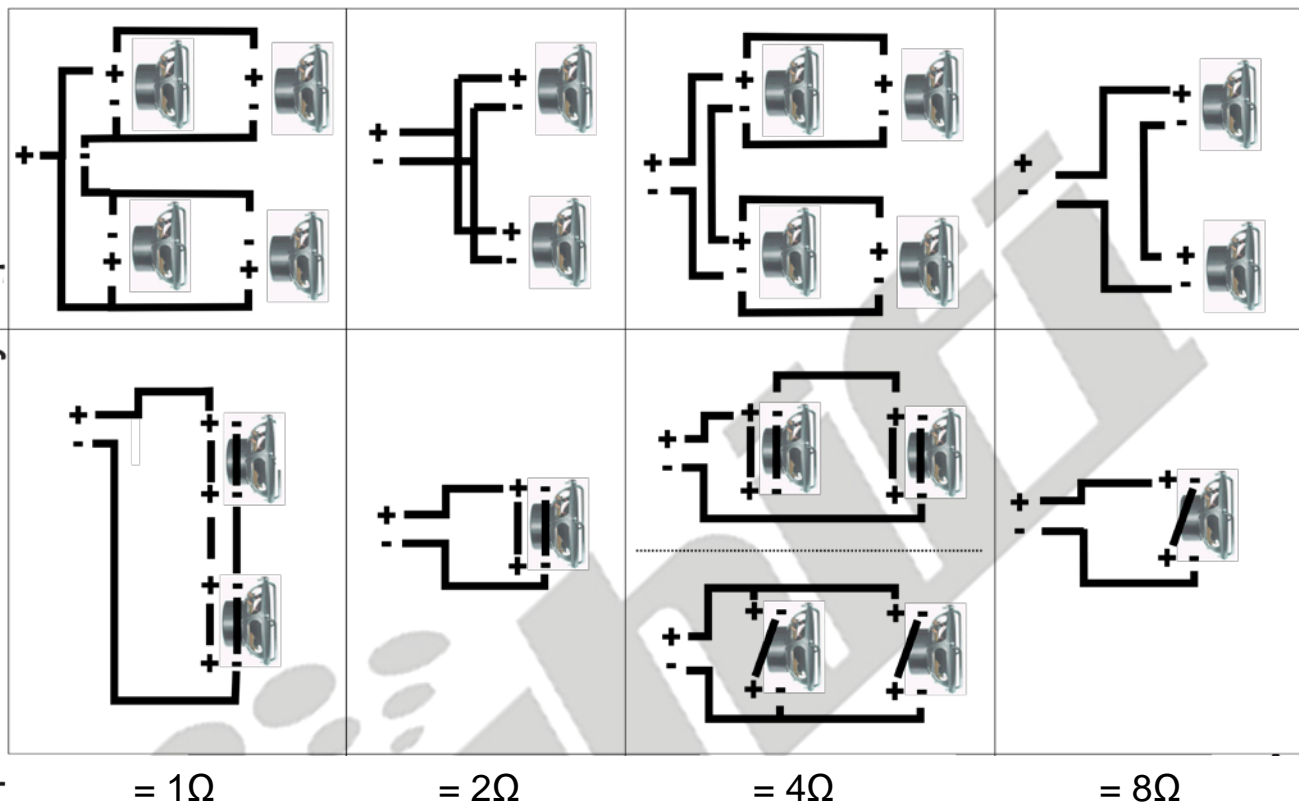 = 1Ω
= 2Ω
= 4Ω
= 8Ω